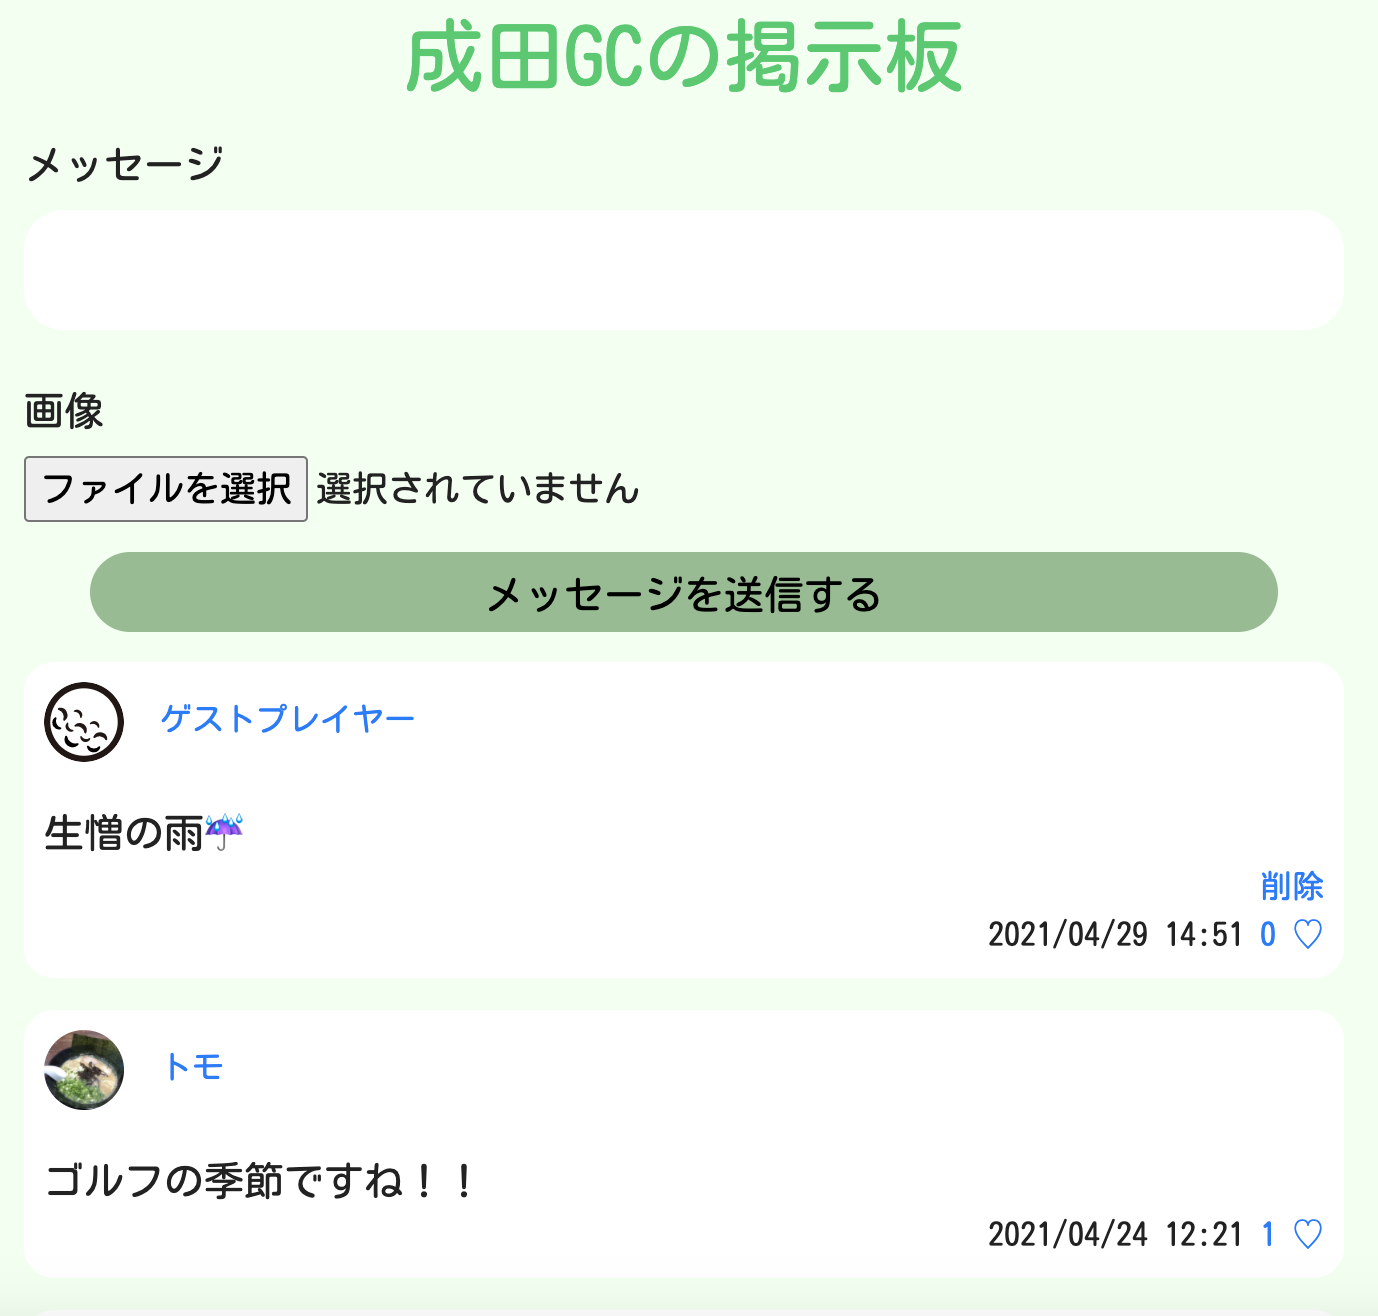 成田GCの掲示板
メッセージ
画像
ファイルを選択 選択されていません
メッセージを送信する
ゲストプレイヤー
生憎の雨☔
削除
2021/04/29 14:51 0 ♡
トモ
ゴルフの季節ですね！！
2021/04/24 12:21 1 ♡